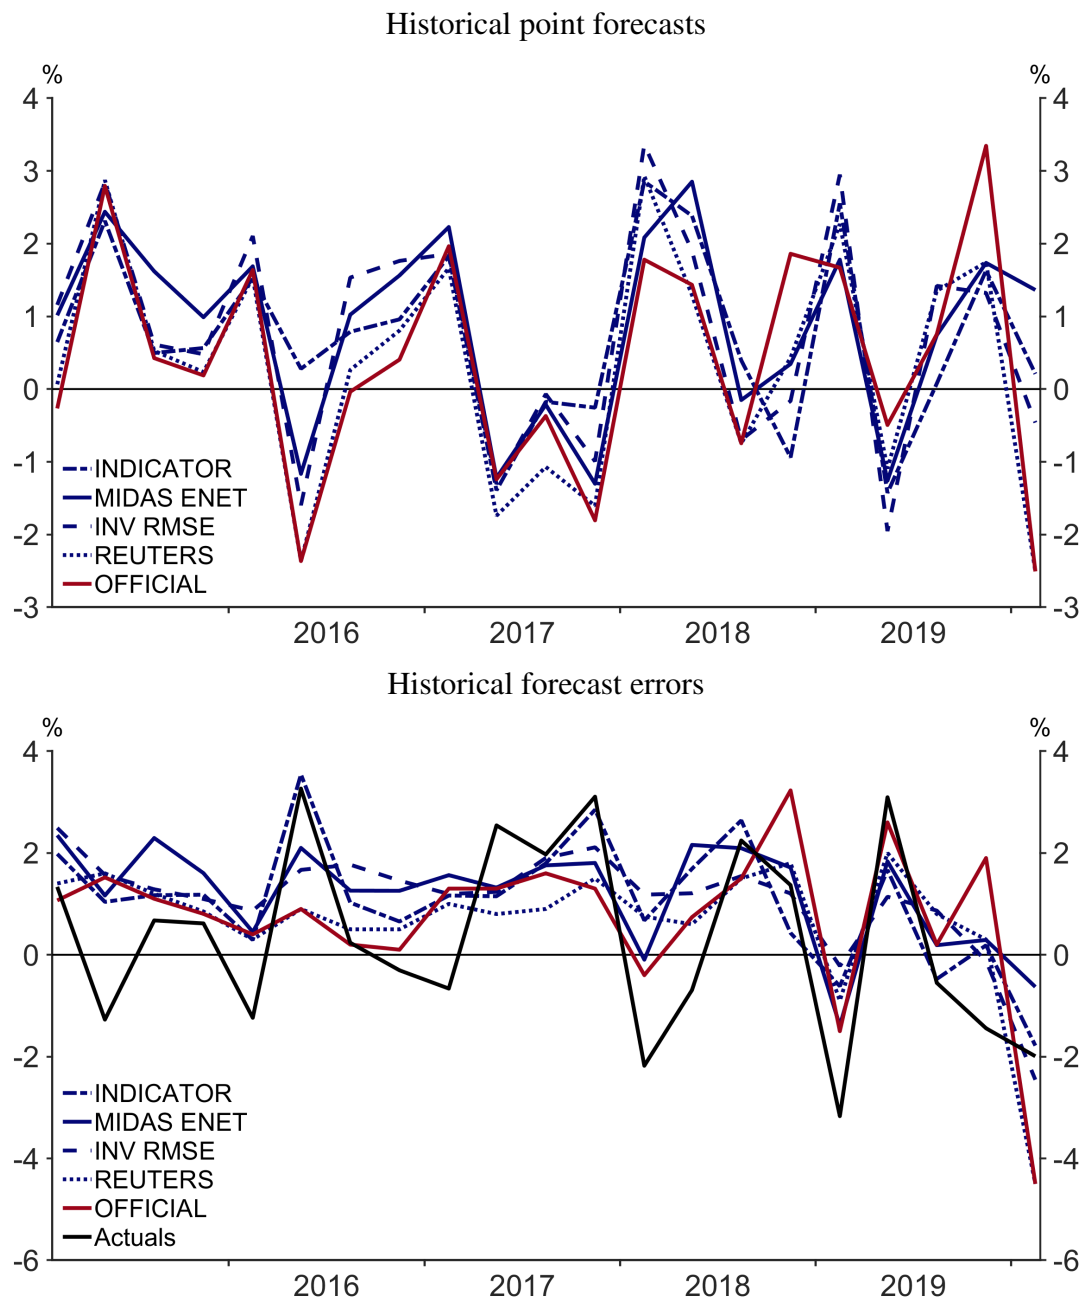 Historical point forecasts
% %
4 4
3 3
2 2
1 1
0 0
-1 -1
-2 -2
-3 -3
INDICATOR
MIDAS ENET
INV RMSE
REUTERS
OFFICIAL
2016 2017 2018 2019
Historical forecast errors
% %
4 4
2 2
0 0
-2 -2
-4 -4
-6 -6
INDICATOR
MIDAS ENET
INV RMSE
REUTERS
OFFICIAL
Actuals
2016 2017 2018 2019